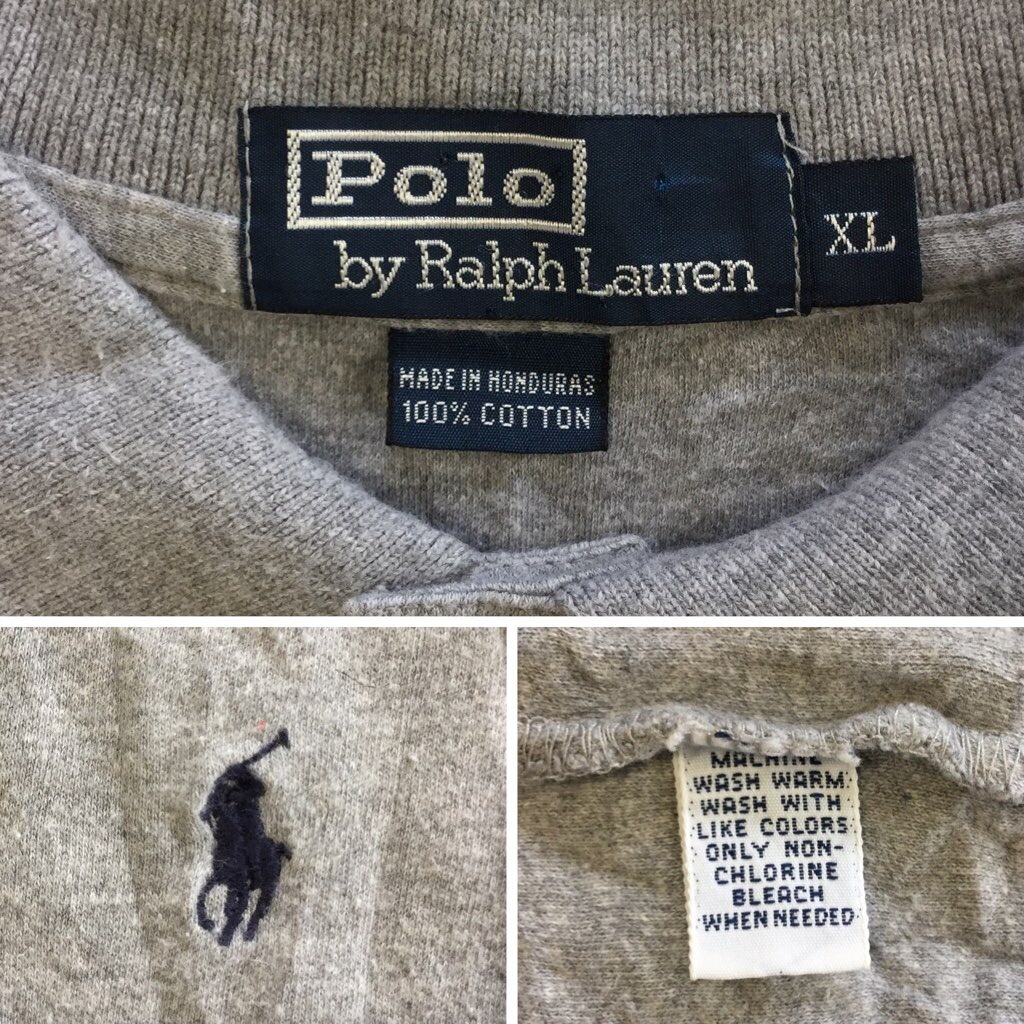 Polo
by Ralph Lauren
XL
MADE IN HONDURAS
100% COTTON
MACHINE
WASH WARM
WASH WITH
LIKE COLORS
ONLY NON-
CHLORINE
BLEACH
WHEN NEEDED